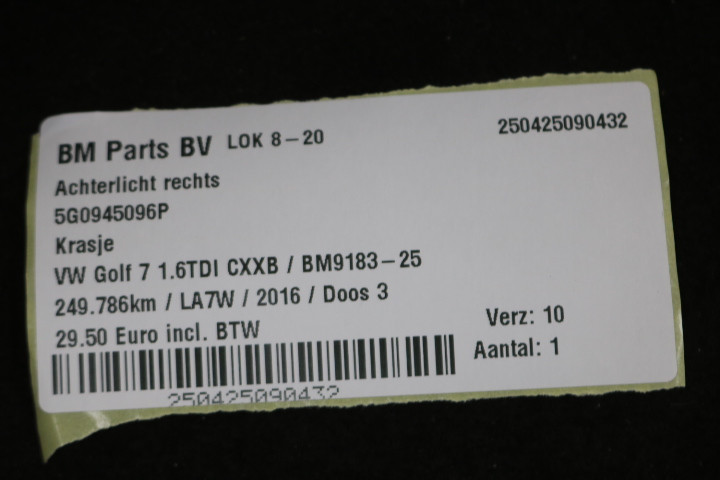 BM Parts BV LOK 8-20 250425090432
Achterlicht rechts
5G0945096P
Krasje
VW Golf 7 1.6TDI CXXB / BM9183-25
249.786km / LA7W / 2016 / Doos 3
29.50 Euro incl. BTW Verz: 10
Aantal: 1
250425090432